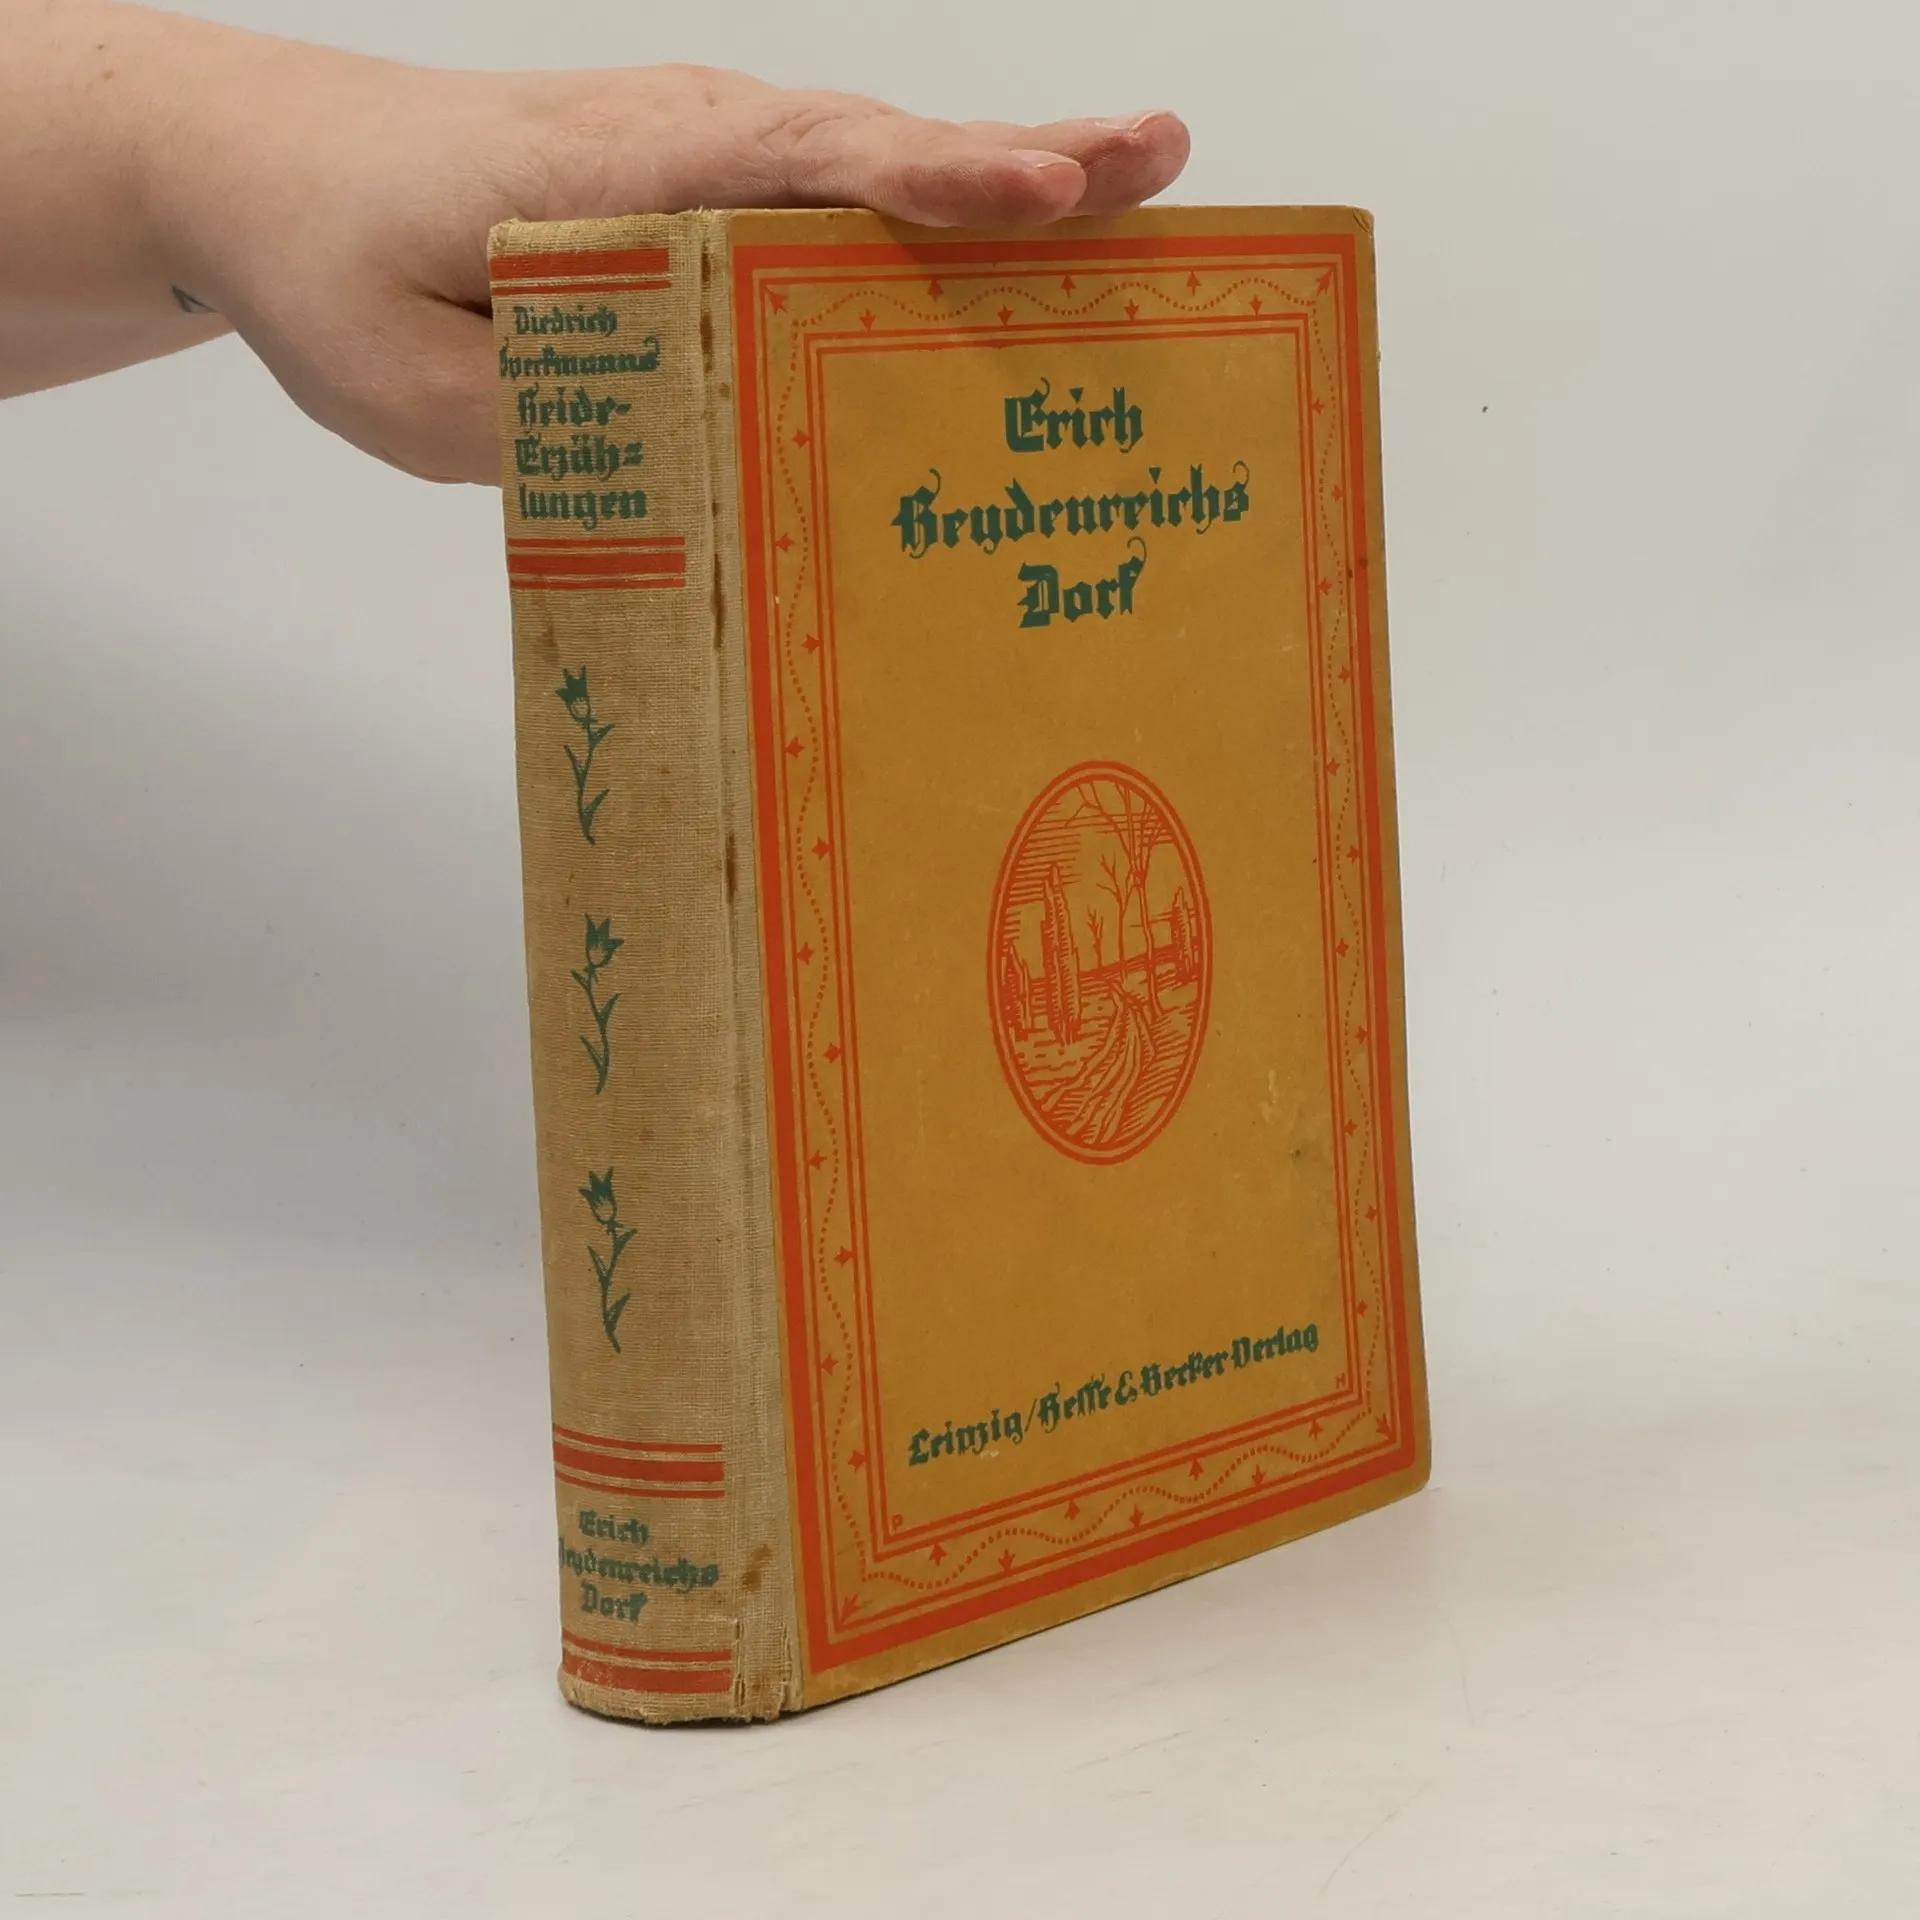 Diedrich
Speckmanns
Heide-
Erzäh-
lungen
Erich
Heydenreichs
Dorf
Erich
Heydenreichs
Dorf
Leipzig/Hesse & Becker Verlag
P
H